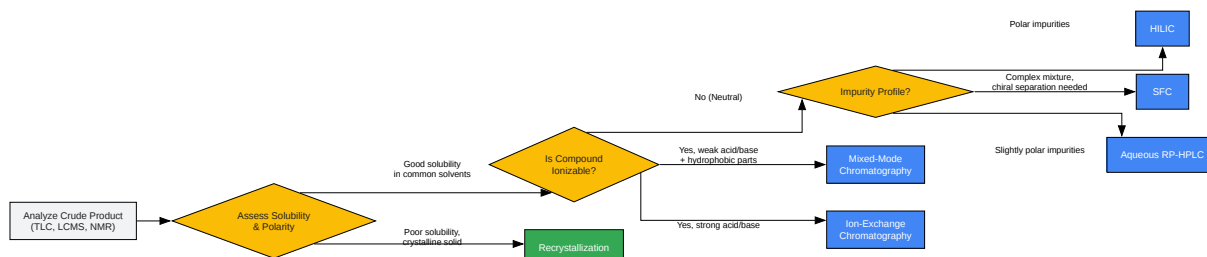 Polar impurities
HILIC
Impurity Profile?
Complex mixture,
chiral separation needed
SFC
No (Neutral)
Slightly polar impurities
Aqueous RP-HPLC
Is Compound
Ionizable?
Yes, weak acid/base
+ hydrophobic parts
Mixed-Mode
Chromatography
Good solubility
in common solvents
Analyze Crude Product
(TLC, LCMS, NMR)
Assess Solubility
& Polarity
Yes, strong acid/base
Ion-Exchange
Chromatography
Poor solubility,
crystalline solid
Recrystallization